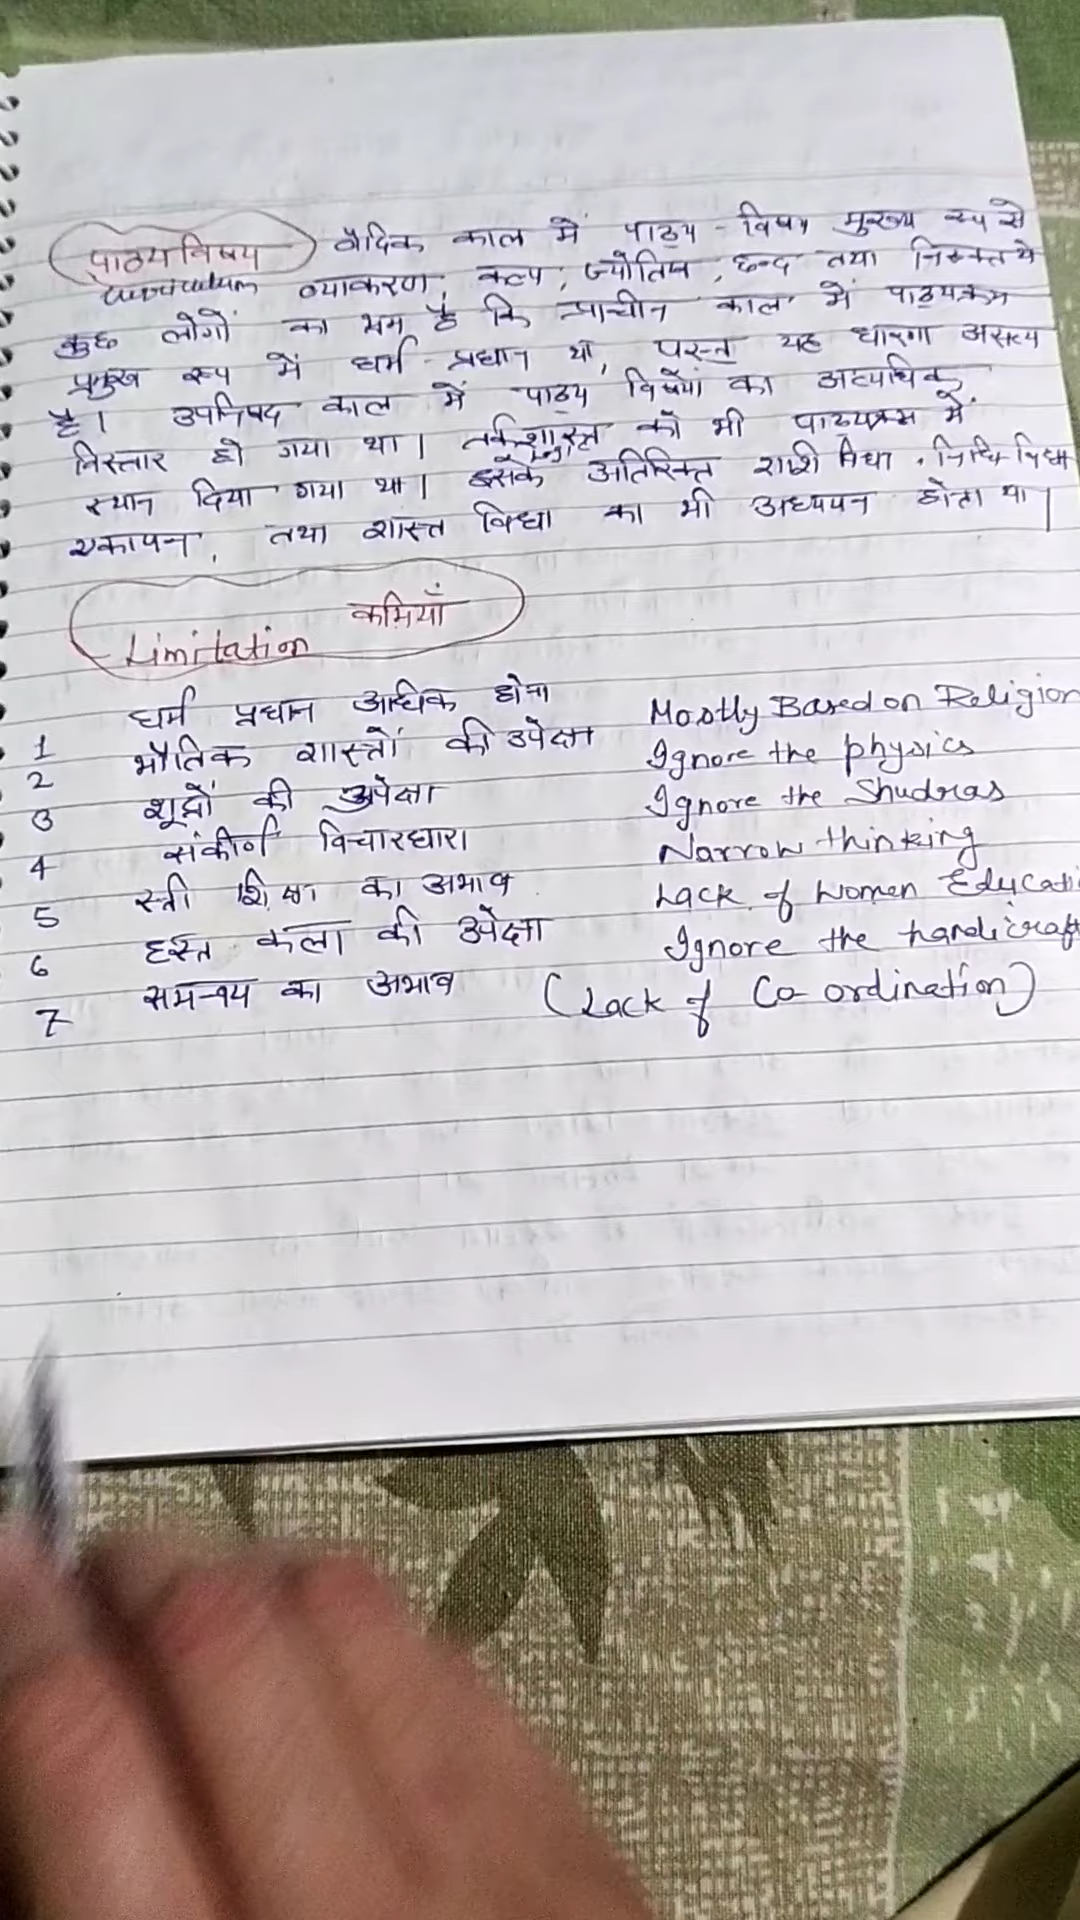 पाठ्यविषय वैदिक काल में पाठ्य - विषय मुख्य रूप से
Curriculum व्याकरण, कल्प, ज्योतिष, छन्द तथा निरूक्त थे
कुछ लोगों का भ्रम है कि प्राचीन काल में पाठ्यक्रम
प्रमुख रूप में धर्म - प्रधान था, परन्तु यह धारणा असत्य
है। उपनिषद काल में पाठ्य विषयों का अत्यधिक
विस्तार हो गया था। तर्कशास्त्र को भी पाठ्यक्रम में
स्थान दिया गया था। इसके अतिरिक्त राशि विधा, निधि विधा
एकापन, तथा शास्त विधा का भी अध्ययन होता था।
कमियाँ
Limitation
1 धर्म प्रधान अधिक होना Mostly Based on Religion
2 भौतिक शास्त्रों की उपेक्षा Ignore the physics
3 शूद्रों की उपेक्षा Ignore the Shudras
4 संकीर्ण विचारधारा Narrow thinking
5 स्त्री शिक्षा का अभाव Lack of women Educati
6 हस्त कला की उपेक्षा Ignore the handicraft
7 समन्वय का अभाव (Lack of Co ordination)